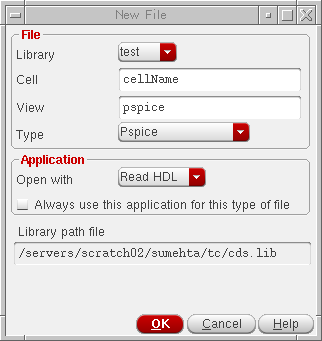 New File
File
Library test
Cell cellName
View pspice
Type Pspice
Application
Open with Read HDL
Always use this application for this type of file
Library path file
/servers/scratch02/sumehta/tc/cds.lib
OK Cancel Help